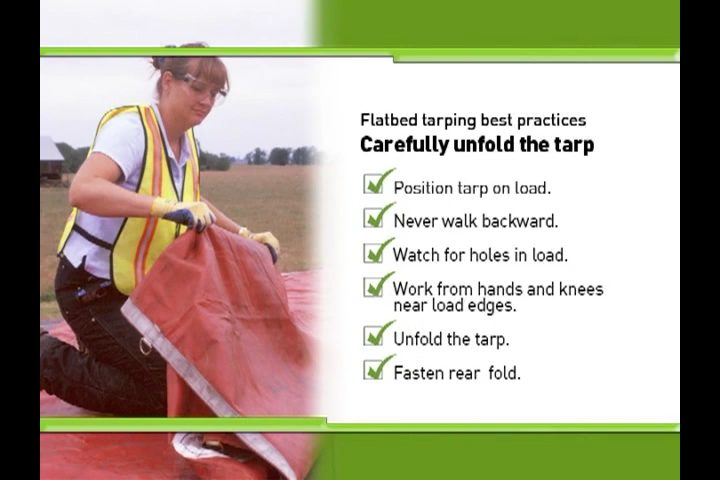 Flatbed tarping best practices
Carefully unfold the tarp
Position tarp on load.
Never walk backward.
Watch for holes in load.
Work from hands and knees
near load edges.
Unfold the tarp.
Fasten rear fold.